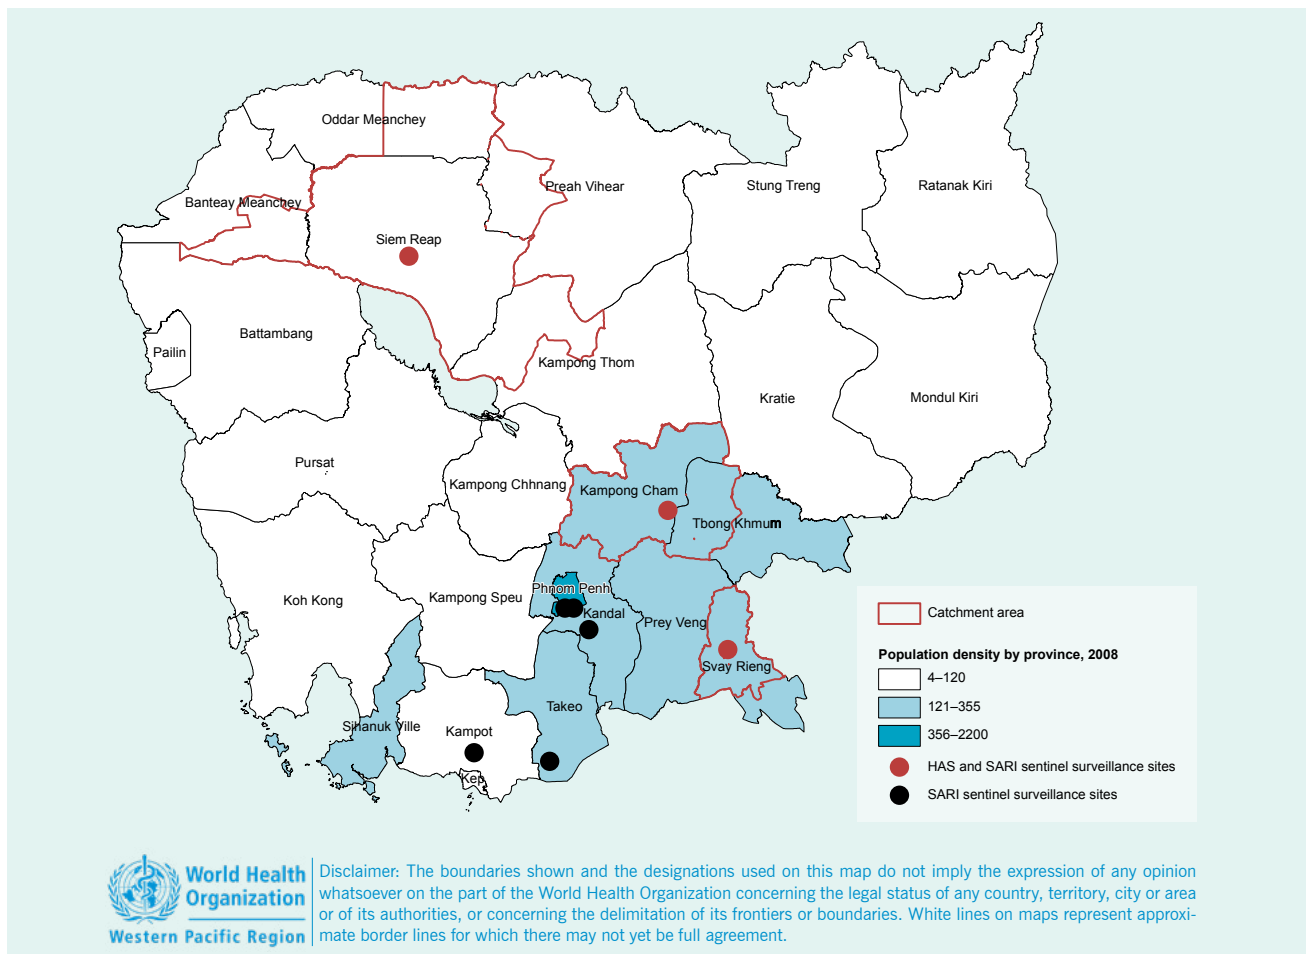 Oddar Meanchey
Banteay Meanchey
Preah Vihear
Stung Treng
Ratanak Kiri
Siem Reap
Battambang
Pailin
Kampong Thom
Kratie
Mondul Kiri
Pursat
Kampong Chhnang
Kampong Cham
Tbong Khmum
Koh Kong
Kampong Speu
Phnom Penh
Kandal
Prey Veng
Svay Rieng
Sihanuk Ville
Kampot
Takeo
Kep
Catchment area
Population density by province, 2008
4–120
121–355
356–2200
HAS and SARI sentinel surveillance sites
SARI sentinel surveillance sites
World Health
Organization
Western Pacific Region
Disclaimer: The boundaries shown and the designations used on this map do not imply the expression of any opinion
whatsoever on the part of the World Health Organization concerning the legal status of any country, territory, city or area
or of its authorities, or concerning the delimitation of its frontiers or boundaries. White lines on maps represent approxi-
mate border lines for which there may not yet be full agreement.